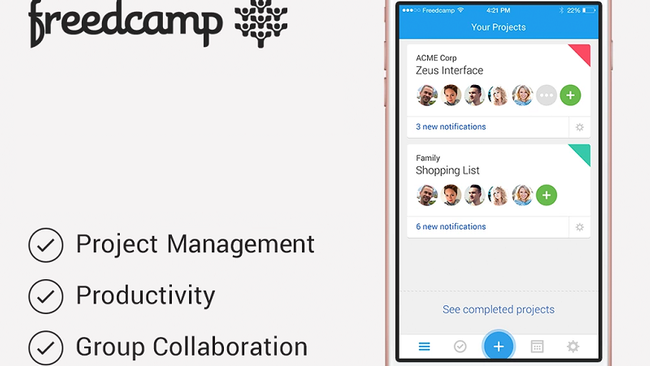 freedcamp
Project Management
Productivity
Group Collaboration
Freedcamp
4:21 PM
22%
Your Projects
ACME Corp
Zeus Interface
3 new notifications
Family
Shopping List
6 new notifications
See completed projects